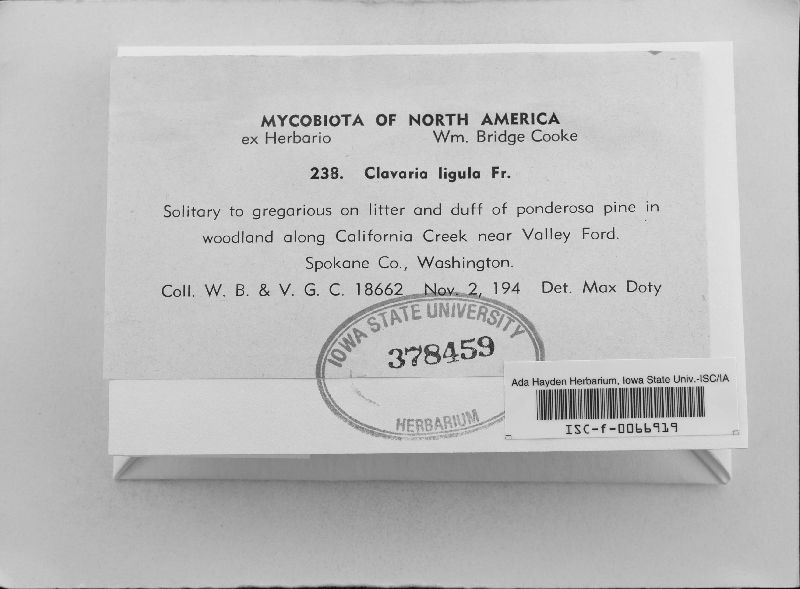 MYCOBIOTA OF NORTH AMERICA
ex Herbario Wm. Bridge Cooke
238. Clavaria ligula Fr.
Solitary to gregarious on litter and duff of ponderosa pine in
woodland along California Creek near Valley Ford.
Spokane Co., Washington.
Coll. W. B. & V. G. C. 18662 Nov. 2, 194 Det. Max Doty
IOWA STATE UNIVERSITY
378459
HERBARIUM
Ada Hayden Herbarium, Iowa State Univ.-ISC/IA
ISC-f-0066919